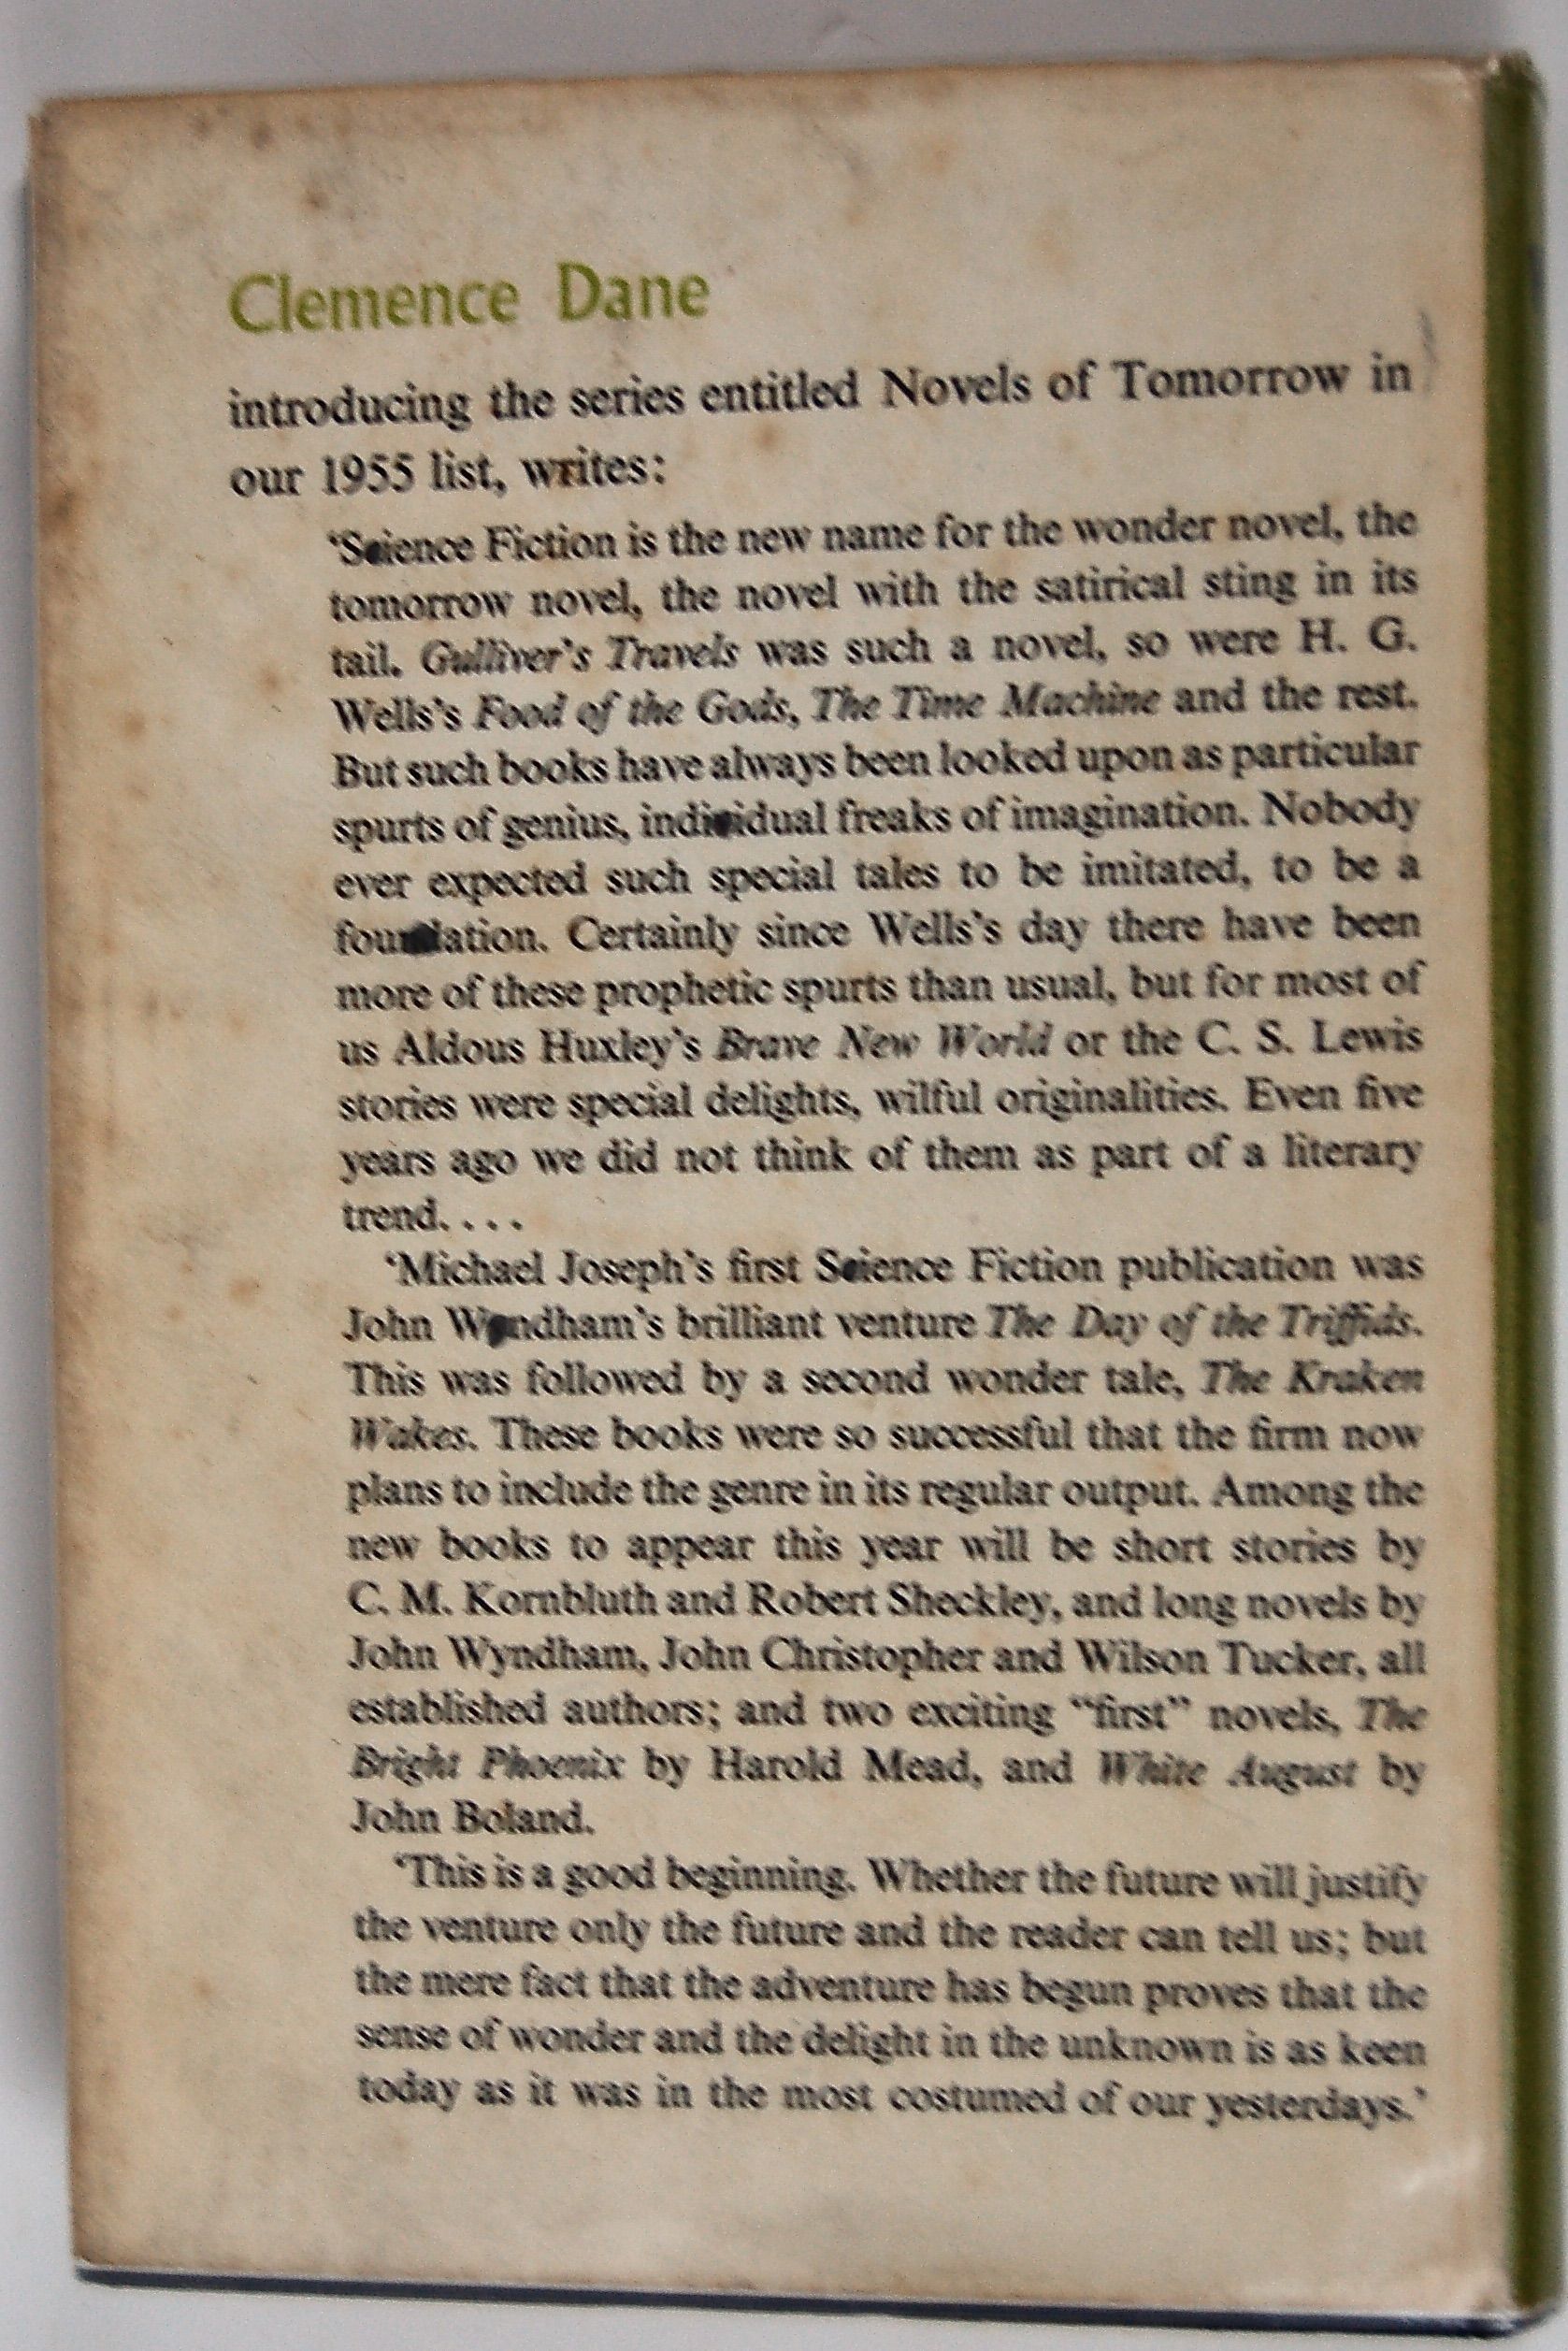 Clemence Dane
introducing the series entitled Novels of Tomorrow in
our 1955 list, writes:
‘Science Fiction is the new name for the wonder novel, the
tomorrow novel, the novel with the satirical sting in its
tail. Gulliver’s Travels was such a novel, so were H. G.
Wells’s Food of the Gods, The Time Machine and the rest.
But such books have always been looked upon as particular
spurts of genius, individual freaks of imagination. Nobody
ever expected such special tales to be imitated, to be a
foundation. Certainly since Wells’s day there have been
more of these prophetic spurts than usual, but for most of
us Aldous Huxley’s Brave New World or the C. S. Lewis
stories were special delights, wilful originalities. Even five
years ago we did not think of them as part of a literary
trend. . . .
‘Michael Joseph’s first Science Fiction publication was
John Wyndham’s brilliant venture The Day of the Triffids.
This was followed by a second wonder tale, The Kraken
Wakes. These books were so successful that the firm now
plans to include the genre in its regular output. Among the
new books to appear this year will be short stories by
C. M. Kornbluth and Robert Sheckley, and long novels by
John Wyndham, John Christopher and Wilson Tucker, all
established authors; and two exciting “first” novels, The
Bright Phoenix by Harold Mead, and White August by
John Boland.
‘This is a good beginning. Whether the future will justify
the venture only the future and the reader can tell us; but
the mere fact that the adventure has begun proves that the
sense of wonder and the delight in the unknown is as keen
today as it was in the most costumed of our yesterdays.’